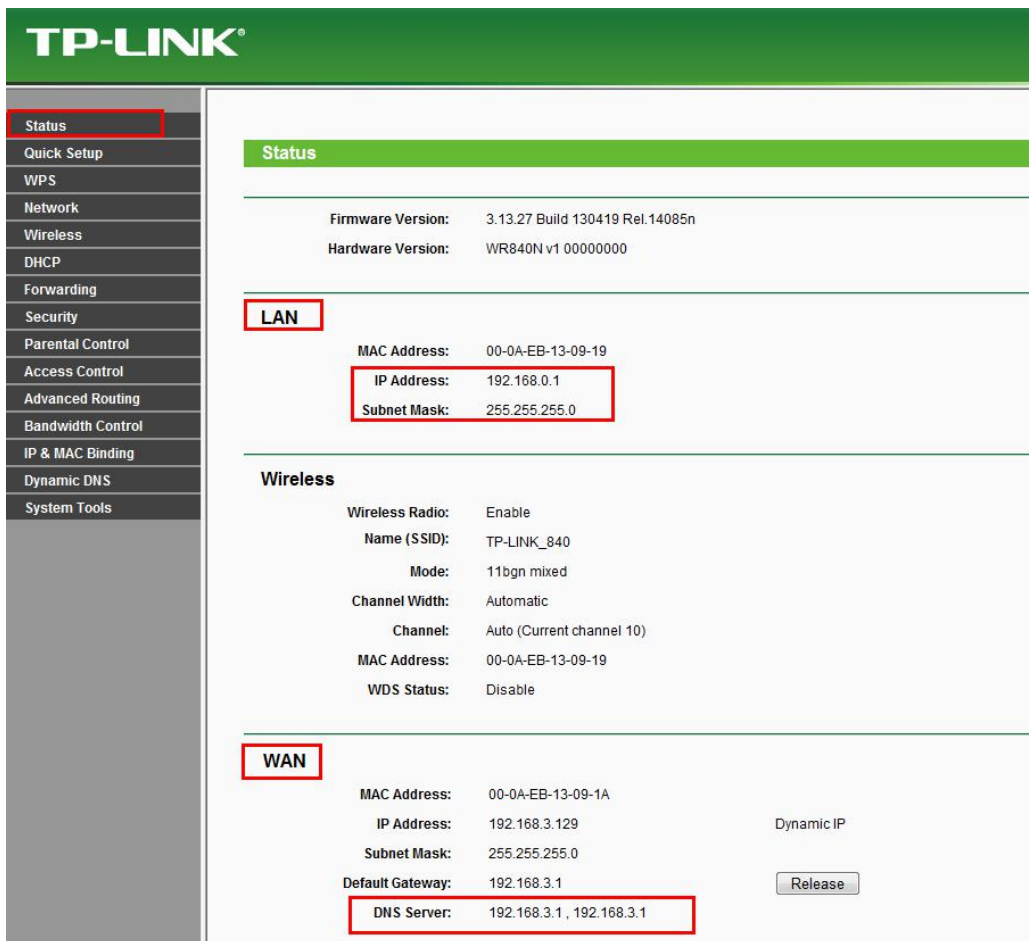 TP-LINK®
Status
Quick Setup
WPS
Network
Wireless
DHCP
Forwarding
Security
Parental Control
Access Control
Advanced Routing
Bandwidth Control
IP & MAC Binding
Dynamic DNS
System Tools
Status
Firmware Version: 3.13.27 Build 130419 Rel.14085n
Hardware Version: WR840N v1 00000000
LAN
MAC Address: 00-0A-EB-13-09-19
IP Address: 192.168.0.1
Subnet Mask: 255.255.255.0
Wireless
Wireless Radio: Enable
Name (SSID): TP-LINK_840
Mode: 11bgn mixed
Channel Width: Automatic
Channel: Auto (Current channel 10)
MAC Address: 00-0A-EB-13-09-19
WDS Status: Disable
WAN
MAC Address: 00-0A-EB-13-09-1A
IP Address: 192.168.3.129 Dynamic IP
Subnet Mask: 255.255.255.0
Default Gateway: 192.168.3.1 Release
DNS Server: 192.168.3.1 , 192.168.3.1